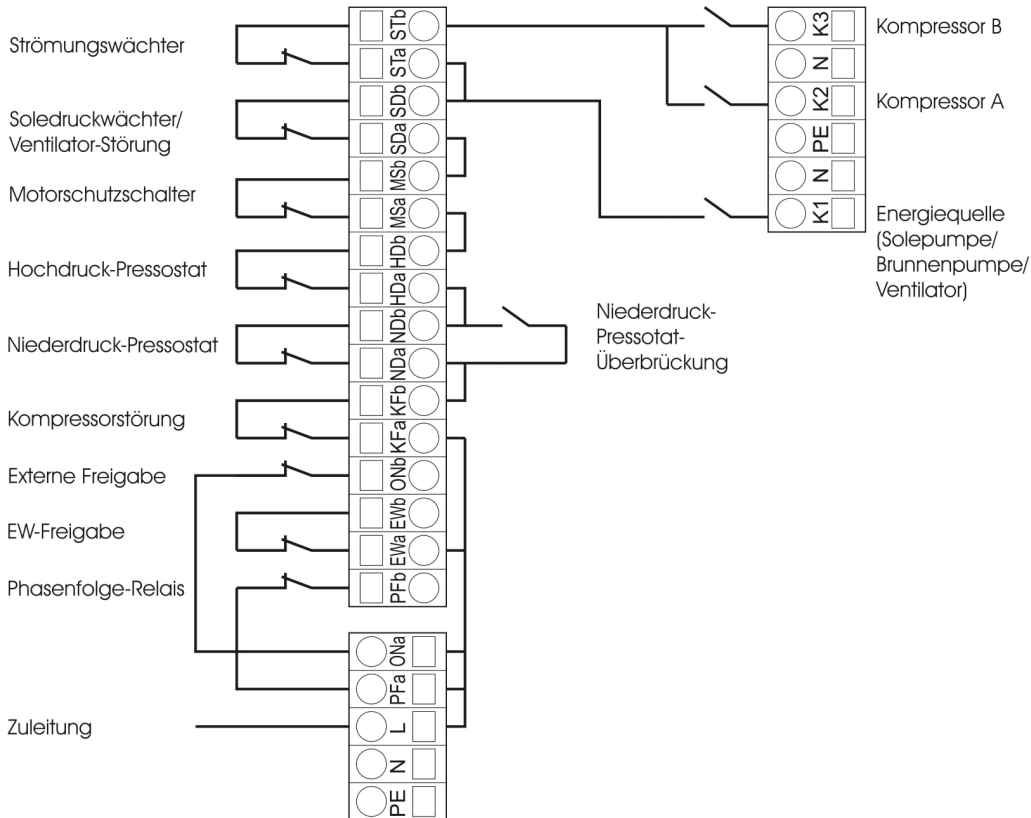 Strömungswächter
Soledruckwächter/
Ventilator-Störung
Motorschutzschalter
Hochdruck-Pressostat
Niederdruck-Pressostat
Kompressorstörung
Externe Freigabe
EW-Freigabe
Phasenfolge-Relais
Zuleitung
STb
STa
SDb
SDa
MSb
MSa
HDb
HDa
NDb
NDa
KFb
KFa
ONb
EWb
EWa
PFb
ONa
PFa
L
N
PE
Niederdruck-
Pressotat-
Überbrückung
K3
N
K2
PE
N
K1
Kompressor B
Kompressor A
Energiequelle
(Solepumpe/
Brunnenpumpe/
Ventilator)